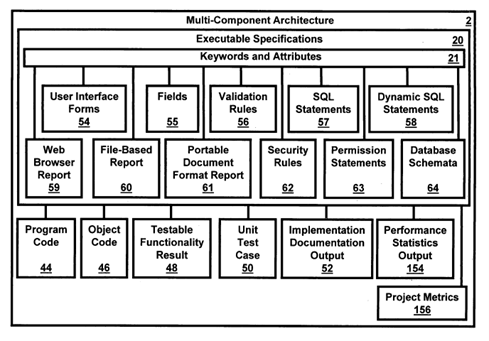 Multi-Component Architecture 2
Executable Specifications 20
Keywords and Attributes 21
User Interface
Forms
54
Fields
55
Validation
Rules
56
SQL
Statements
57
Dynamic SQL
Statements
58
Web
Browser
Report
59
File-Based
Report
60
Portable
Document
Format Report
61
Security
Rules
62
Permission
Statements
63
Database
Schemata
64
Program
Code
44
Object
Code
46
Testable
Functionality
Result
48
Unit
Test
Case
50
Implementation
Documentation
Output
52
Performance
Statistics
Output
154
Project Metrics
156